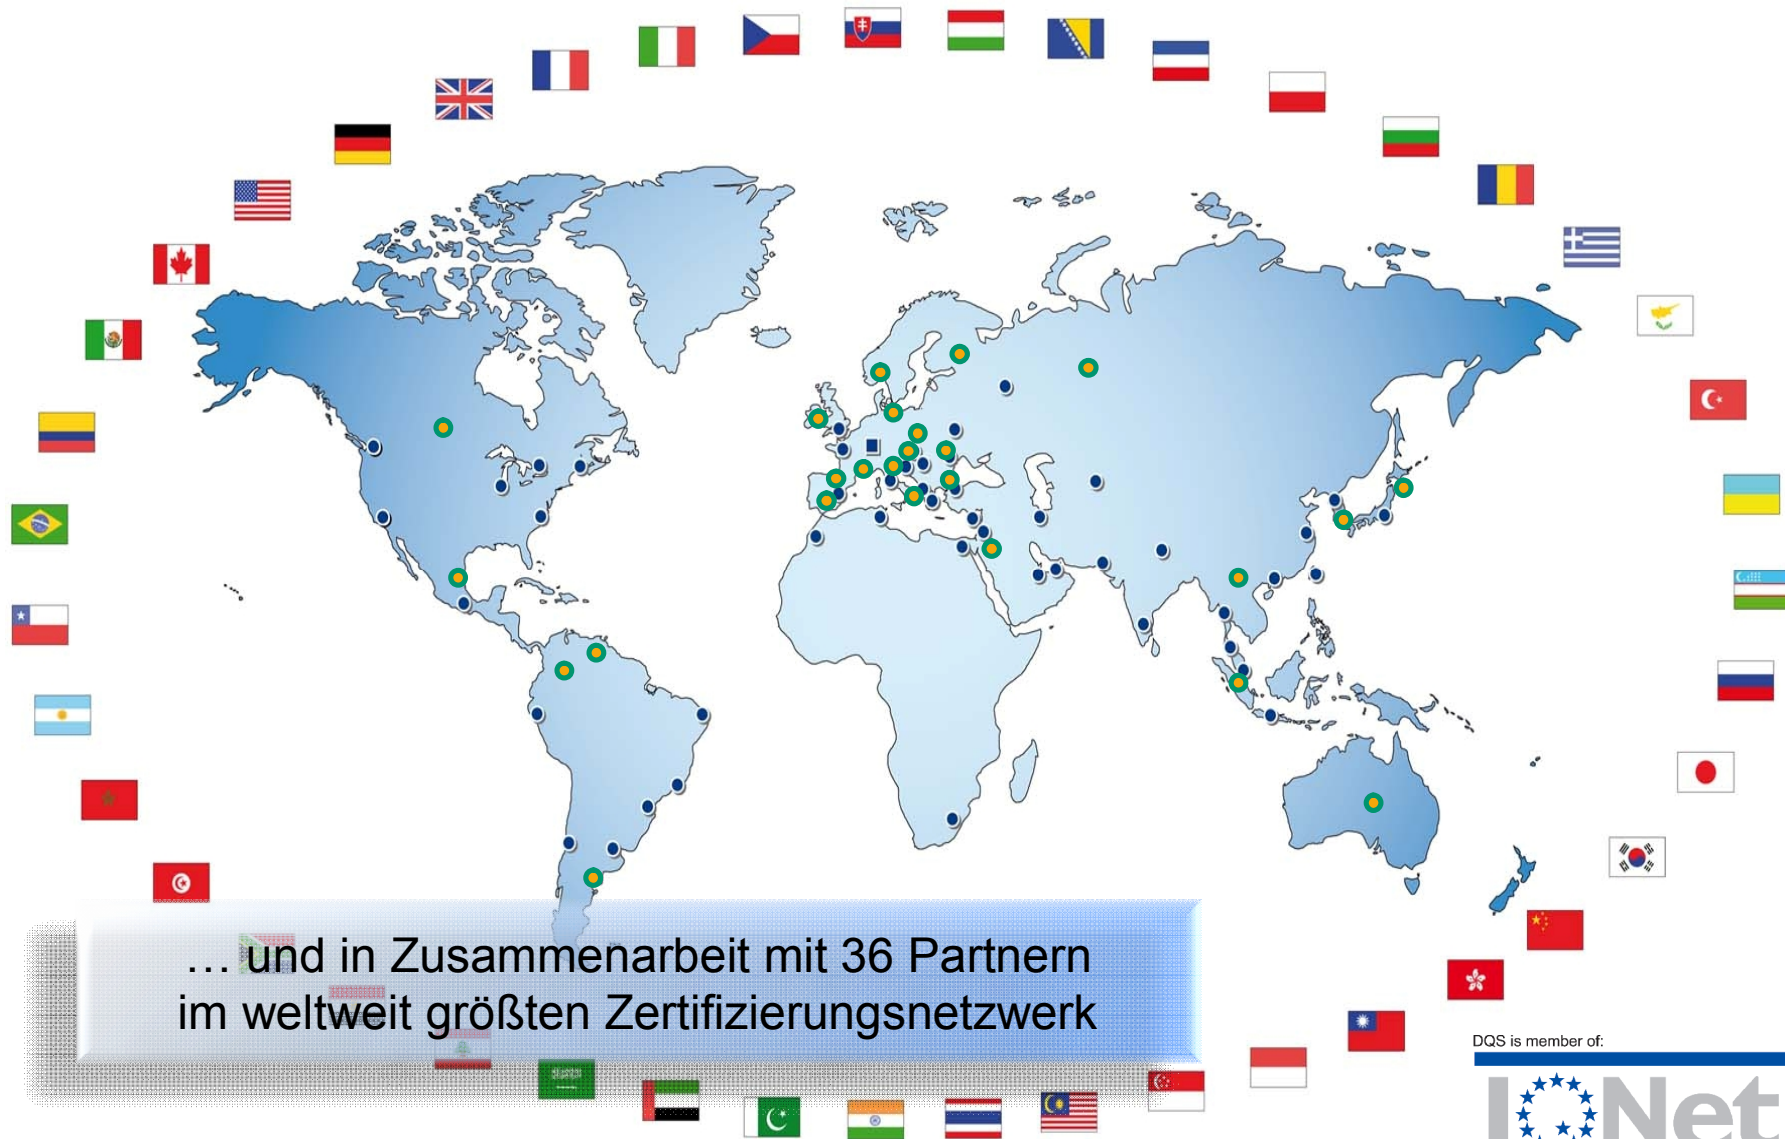 … und in Zusammenarbeit mit 36 Partnern
im weltweit größten Zertifizierungsnetzwerk
DQS is member of:
IQNet